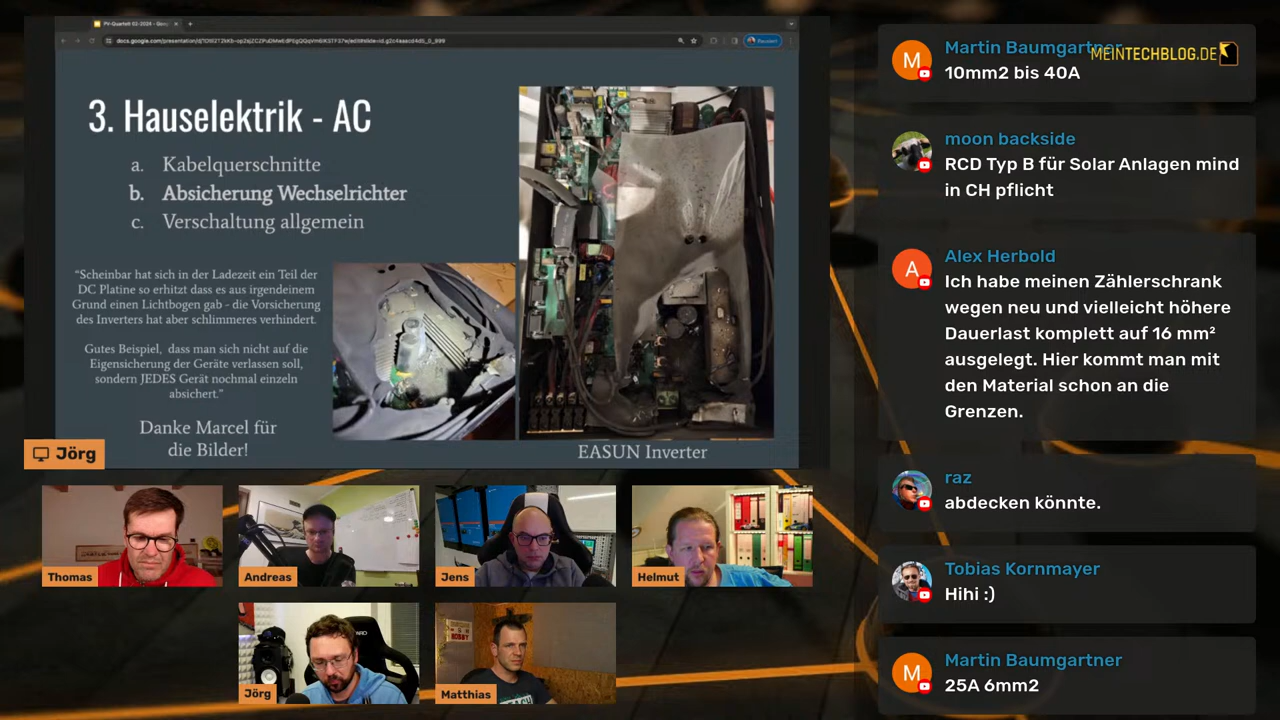 PV-Quartett 02/2024 - Goog
3. Hauselektrik - AC
a. Kabelquerschnitte
b. Absicherung Wechselrichter
c. Verschaltung allgemein
“Scheinbar hat sich in der Ladezeit ein Teil der
DC Platine so erhitzt dass es aus irgendeinem
Grund einen Lichtbogen gab - die Vorsicherung
des Inverters hat aber schlimmeres verhindert.
Gutes Beispiel, dass man sich nicht auf die
Eigensicherung der Geräte verlassen soll,
sondern JEDES Gerät nochmal einzeln
absichert.”
Danke Marcel für
die Bilder!
EASUN Inverter
Jörg
Thomas
Andreas
Jens
Helmut
Jörg
Matthias
MEINTECHBLOG.DE
M
Martin Baumgartner
10mm2 bis 40A
moon backside
RCD Typ B für Solar Anlagen mind
in CH pflicht
A
Alex Herbold
Ich habe meinen Zählerschrank
wegen neu und vielleicht höhere
Dauerlast komplett auf 16 mm²
ausgelegt. Hier kommt man mit
den Material schon an die
Grenzen.
raz
abdecken könnte.
Tobias Kornmayer
Hihi :)
M
Martin Baumgartner
25A 6mm2